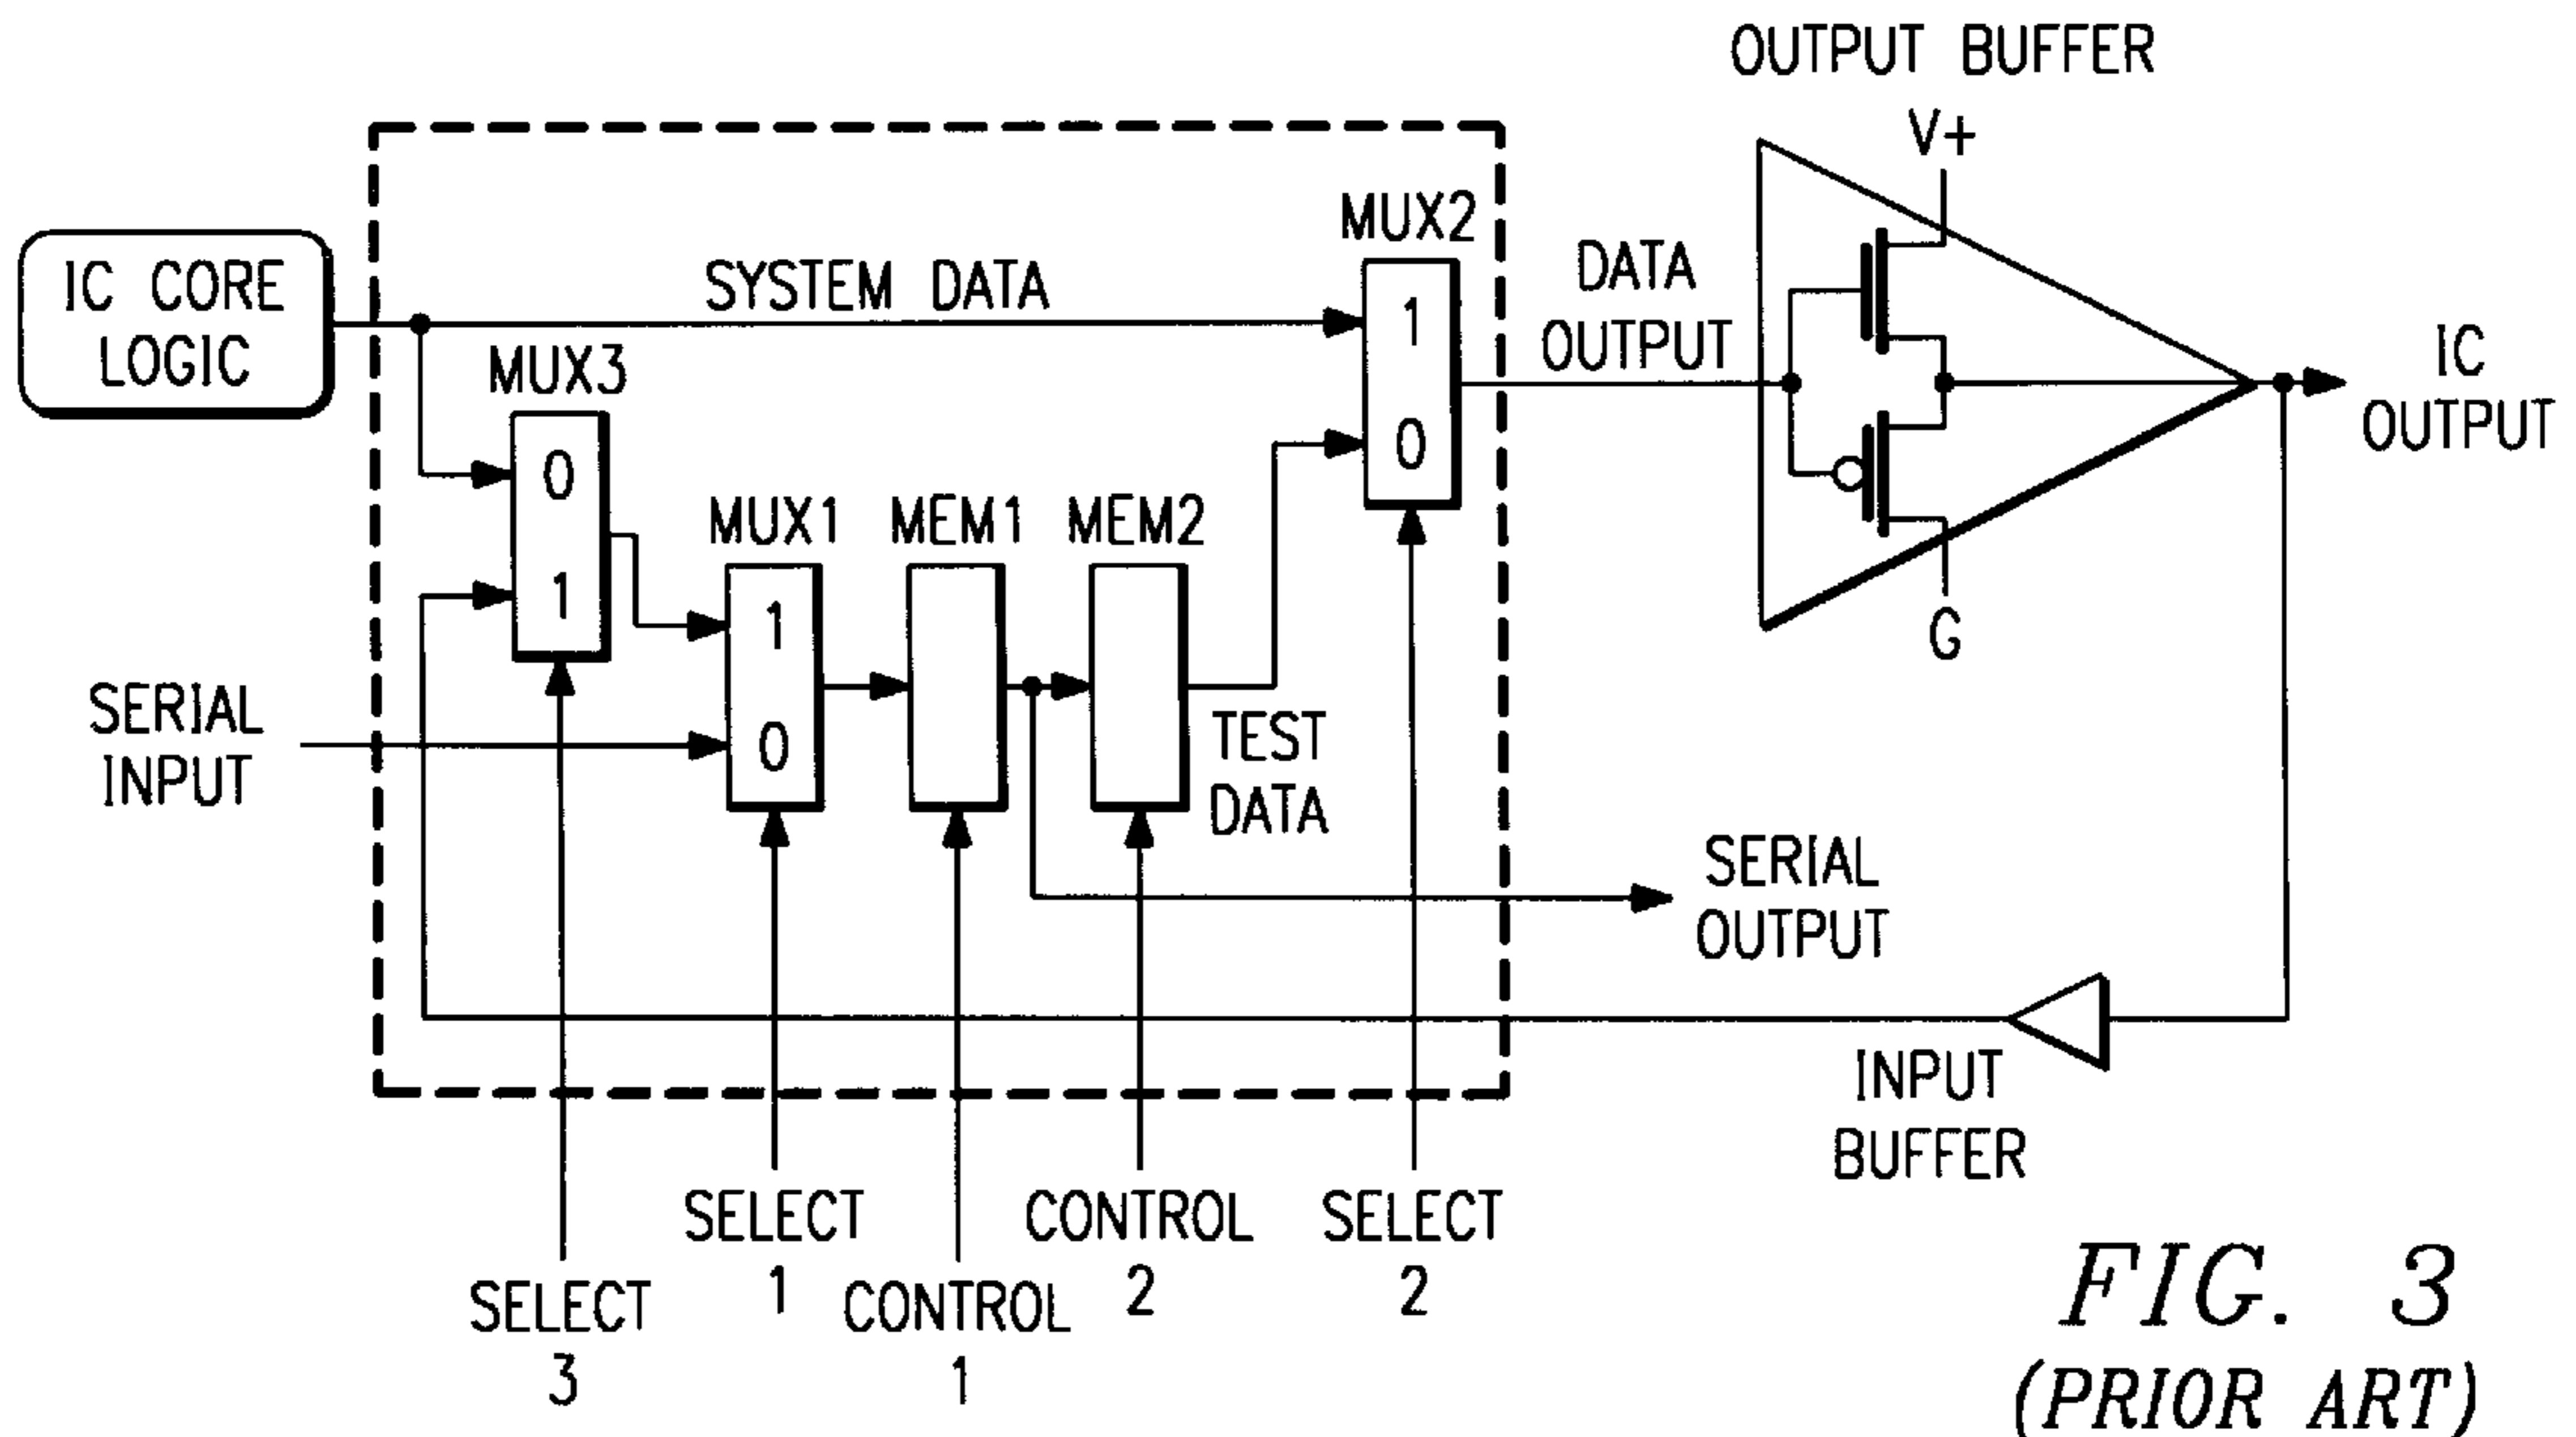 OUTPUT BUFFER
V+
IC CORE
LOGIC
SYSTEM DATA
MUX2
1
0
DATA
OUTPUT
IC
OUTPUT
G
MUX3
0
1
MUX1
1
0
MEM1
MEM2
TEST
DATA
SERIAL
INPUT
SERIAL
OUTPUT
INPUT
BUFFER
SELECT
3
SELECT
1
CONTROL
1
CONTROL
2
SELECT
2
FIG. 3
(PRIOR ART)